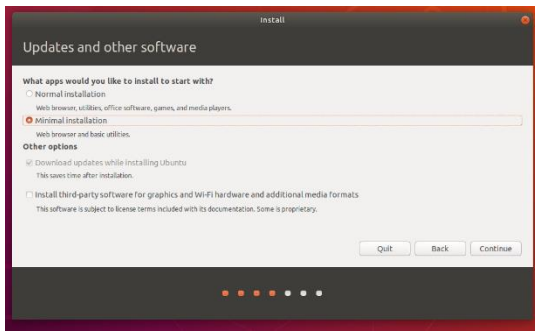 Install
Updates and other software
What apps would you like to install to start with?
Normal installation
Web browser, utilities, office software, games, and media players.
Minimal installation
Web browser and basic utilities.
Other options
Download updates while installing Ubuntu
This saves time after installation.
Install third-party software for graphics and Wi-Fi hardware and additional media formats
This software is subject to license terms included with its documentation. Some is proprietary.
Quit Back Continue